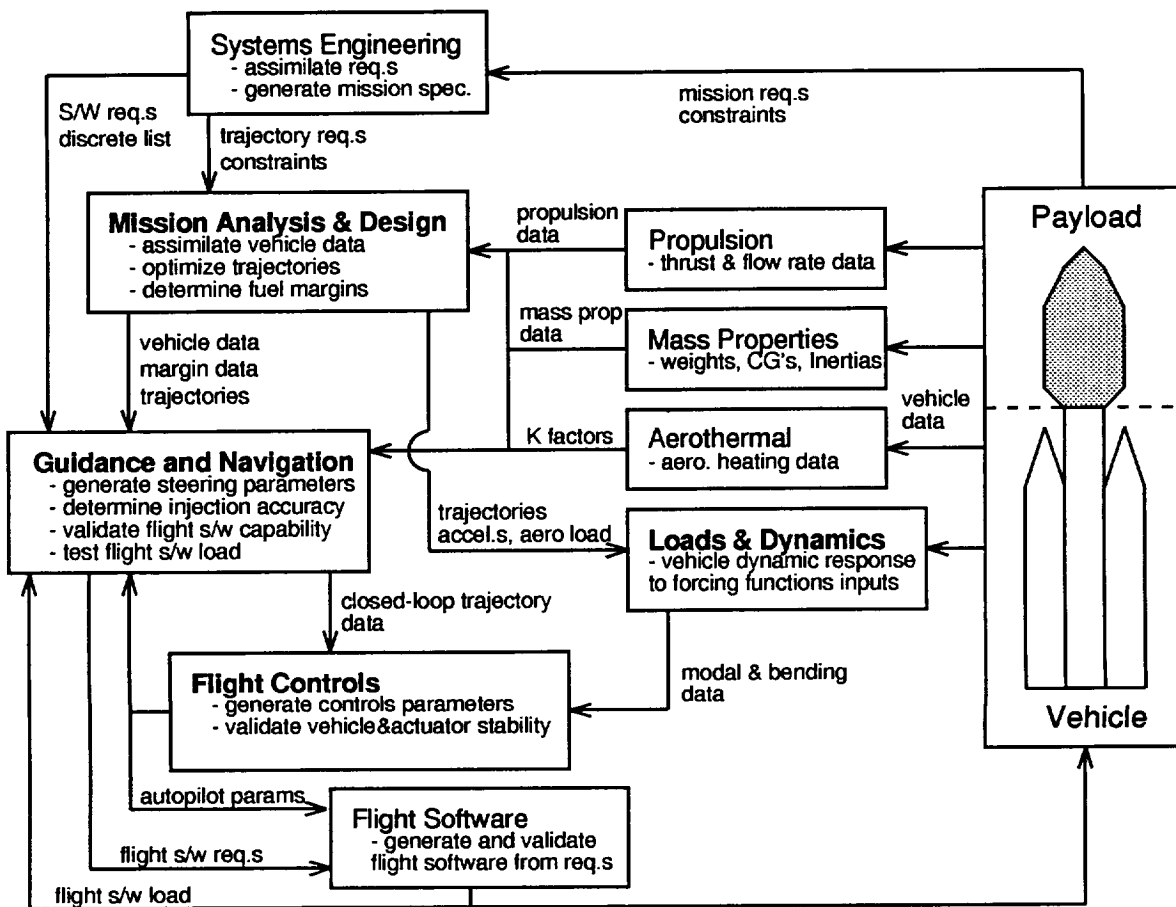 Systems Engineering
- assimilate req.s
- generate mission spec.
S/W req.s
discrete list
trajectory req.s
constraints
mission req.s
constraints
Mission Analysis & Design
- assimilate vehicle data
- optimize trajectories
- determine fuel margins
propulsion
data
Propulsion
- thrust & flow rate data
Payload
mass prop
data
Mass Properties
- weights, CG's, Inertias
vehicle data
margin data
trajectories
vehicle
data
K factors
Aerothermal
- aero. heating data
Guidance and Navigation
- generate steering parameters
- determine injection accuracy
- validate flight s/w capability
- test flight s/w load
trajectories
accel.s, aero load
Loads & Dynamics
- vehicle dynamic response
to forcing functions inputs
closed-loop trajectory
data
modal & bending
data
Flight Controls
- generate controls parameters
- validate vehicle&actuator stability
Vehicle
autopilot params
Flight Software
- generate and validate
flight software from req.s
flight s/w req.s
flight s/w load